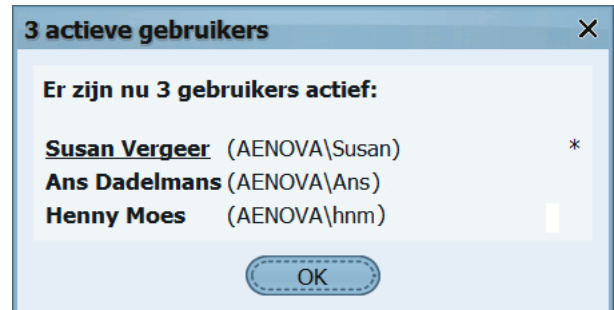 3 actieve gebruikers
Er zijn nu 3 gebruikers actief:
Susan Vergeer (AENOVA\Susan) *
Ans Dadelmans (AENOVA\Ans)
Henny Moes (AENOVA\hnm)
OK